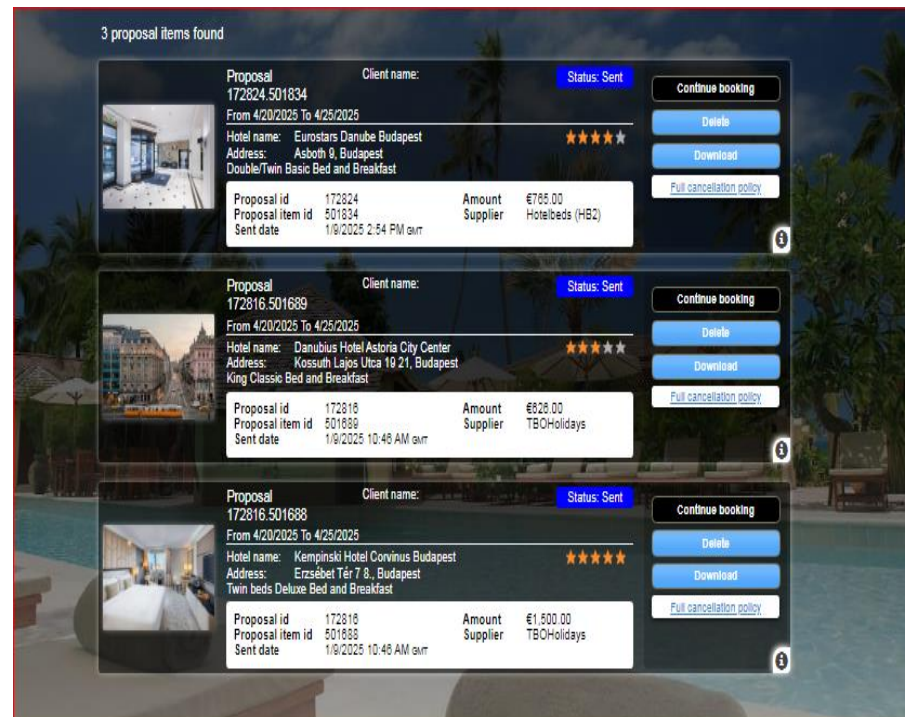 3 proposal items found
Proposal Client name: Status: Sent
172824.501834
From 4/20/2025 To 4/25/2025
Hotel name: Eurostars Danube Budapest
Address: Asboth 9, Budapest
Double/Twin Basic Bed and Breakfast
Proposal id 172824 Amount €765.00
Proposal item id 501834 Supplier Hotelbeds (HB2)
Sent date 1/9/2025 2:54 PM GMT
Continue booking
Delete
Download
Full cancellation policy
Proposal Client name: Status: Sent
172816.501689
From 4/20/2025 To 4/25/2025
Hotel name: Danubius Hotel Astoria City Center
Address: Kossuth Lajos Utca 19 21, Budapest
King Classic Bed and Breakfast
Proposal id 172816 Amount €626.00
Proposal item id 501689 Supplier TBOHolidays
Sent date 1/9/2025 10:46 AM GMT
Continue booking
Delete
Download
Full cancellation policy
Proposal Client name: Status: Sent
172816.501688
From 4/20/2025 To 4/25/2025
Hotel name: Kempinski Hotel Corvinus Budapest
Address: Erzsébet Tér 7 8., Budapest
Twin beds Deluxe Bed and Breakfast
Proposal id 172816 Amount €1,500.00
Proposal item id 501688 Supplier TBOHolidays
Sent date 1/9/2025 10:46 AM GMT
Continue booking
Delete
Download
Full cancellation policy